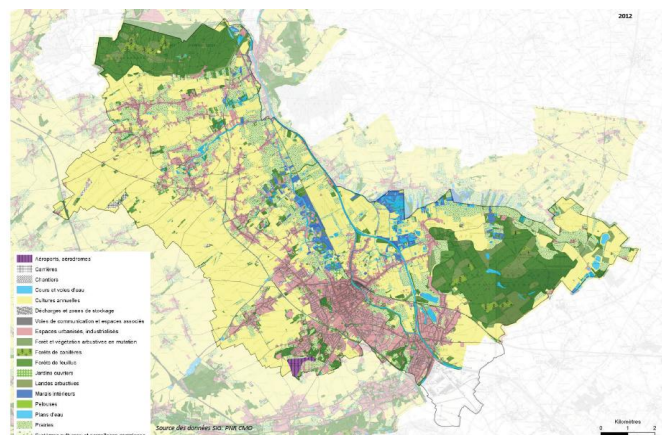 2012
Aéroports, aérodromes
Carrières
Chantiers
Cours et voies d'eau
Cultures annuelles
Décharges et zones de stockage
Voies de communication et espaces associés
Espaces urbanisés, industrialisés
Forêt et végétation arbustives en mutation
Forêts de conifères
Forêts de feuillus
Jardins ouvriers
Landes arbustives
Marais intérieurs
Pelouses
Plans d'eau
Prairies
Source des données SIG: PNR CMO
Kilomètres
0 1 2